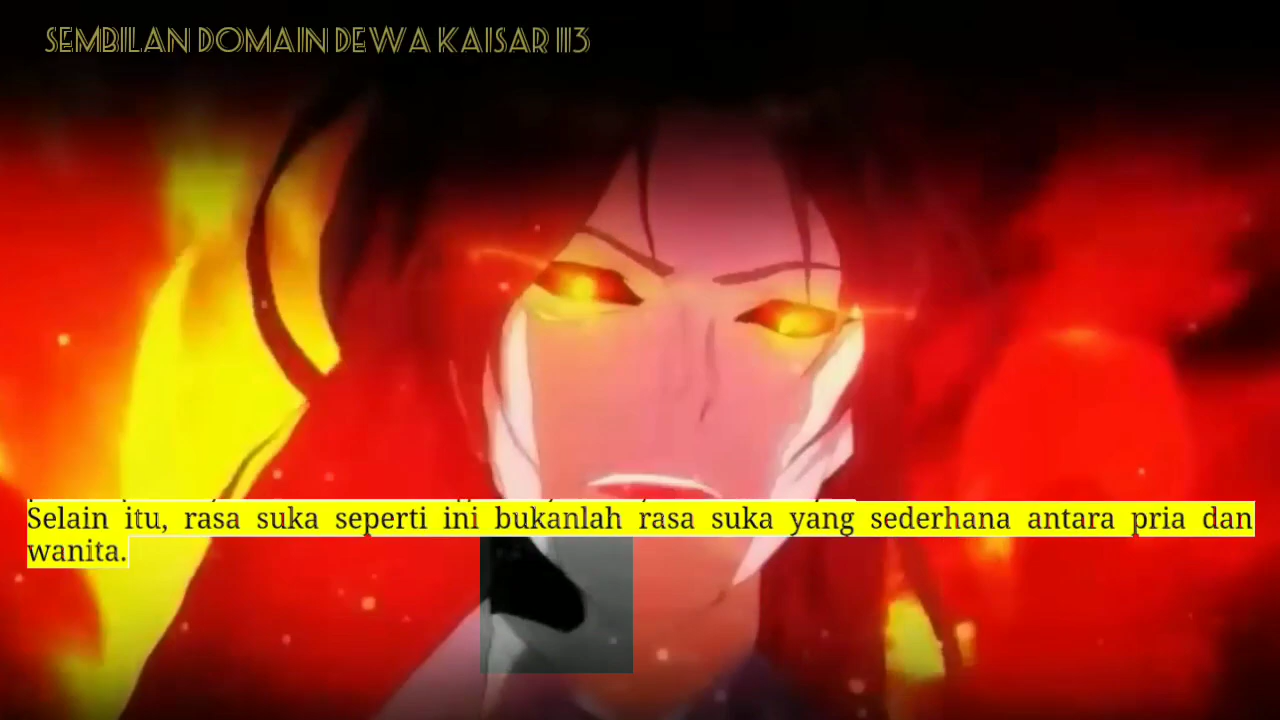 SEMBILAN DOMAIN DEWA KAISAR 113
Selain itu, rasa suka seperti ini bukanlah rasa suka yang sederhana antara pria dan
wanita.